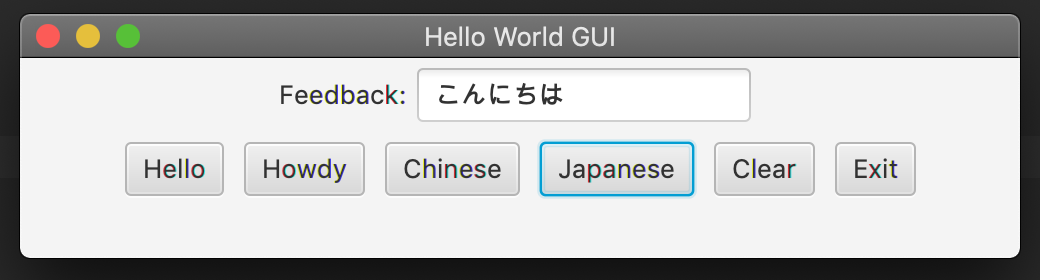 Hello World GUI
Feedback: こんにちは
Hello Howdy Chinese Japanese Clear Exit